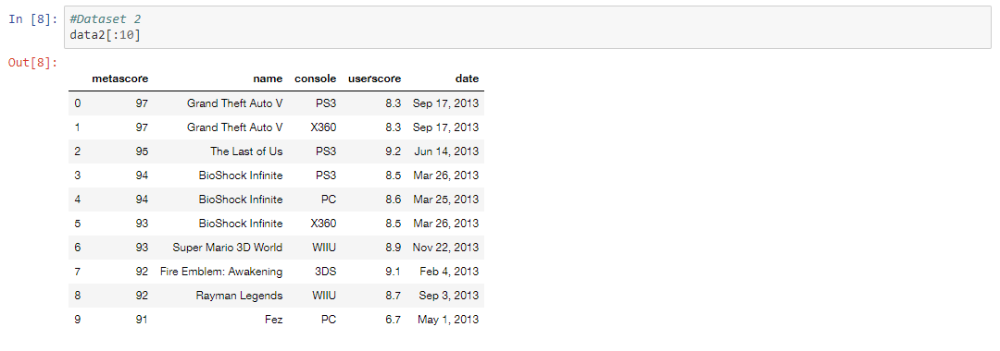 In [8]: #Dataset 2
data2[:10]
Out[8]:
metascore name console userscore date
0 97 Grand Theft Auto V PS3 8.3 Sep 17, 2013
1 97 Grand Theft Auto V X360 8.3 Sep 17, 2013
2 95 The Last of Us PS3 9.2 Jun 14, 2013
3 94 BioShock Infinite PS3 8.5 Mar 26, 2013
4 94 BioShock Infinite PC 8.6 Mar 25, 2013
5 93 BioShock Infinite X360 8.5 Mar 26, 2013
6 93 Super Mario 3D World WIIU 8.9 Nov 22, 2013
7 92 Fire Emblem: Awakening 3DS 9.1 Feb 4, 2013
8 92 Rayman Legends WIIU 8.7 Sep 3, 2013
9 91 Fez PC 6.7 May 1, 2013